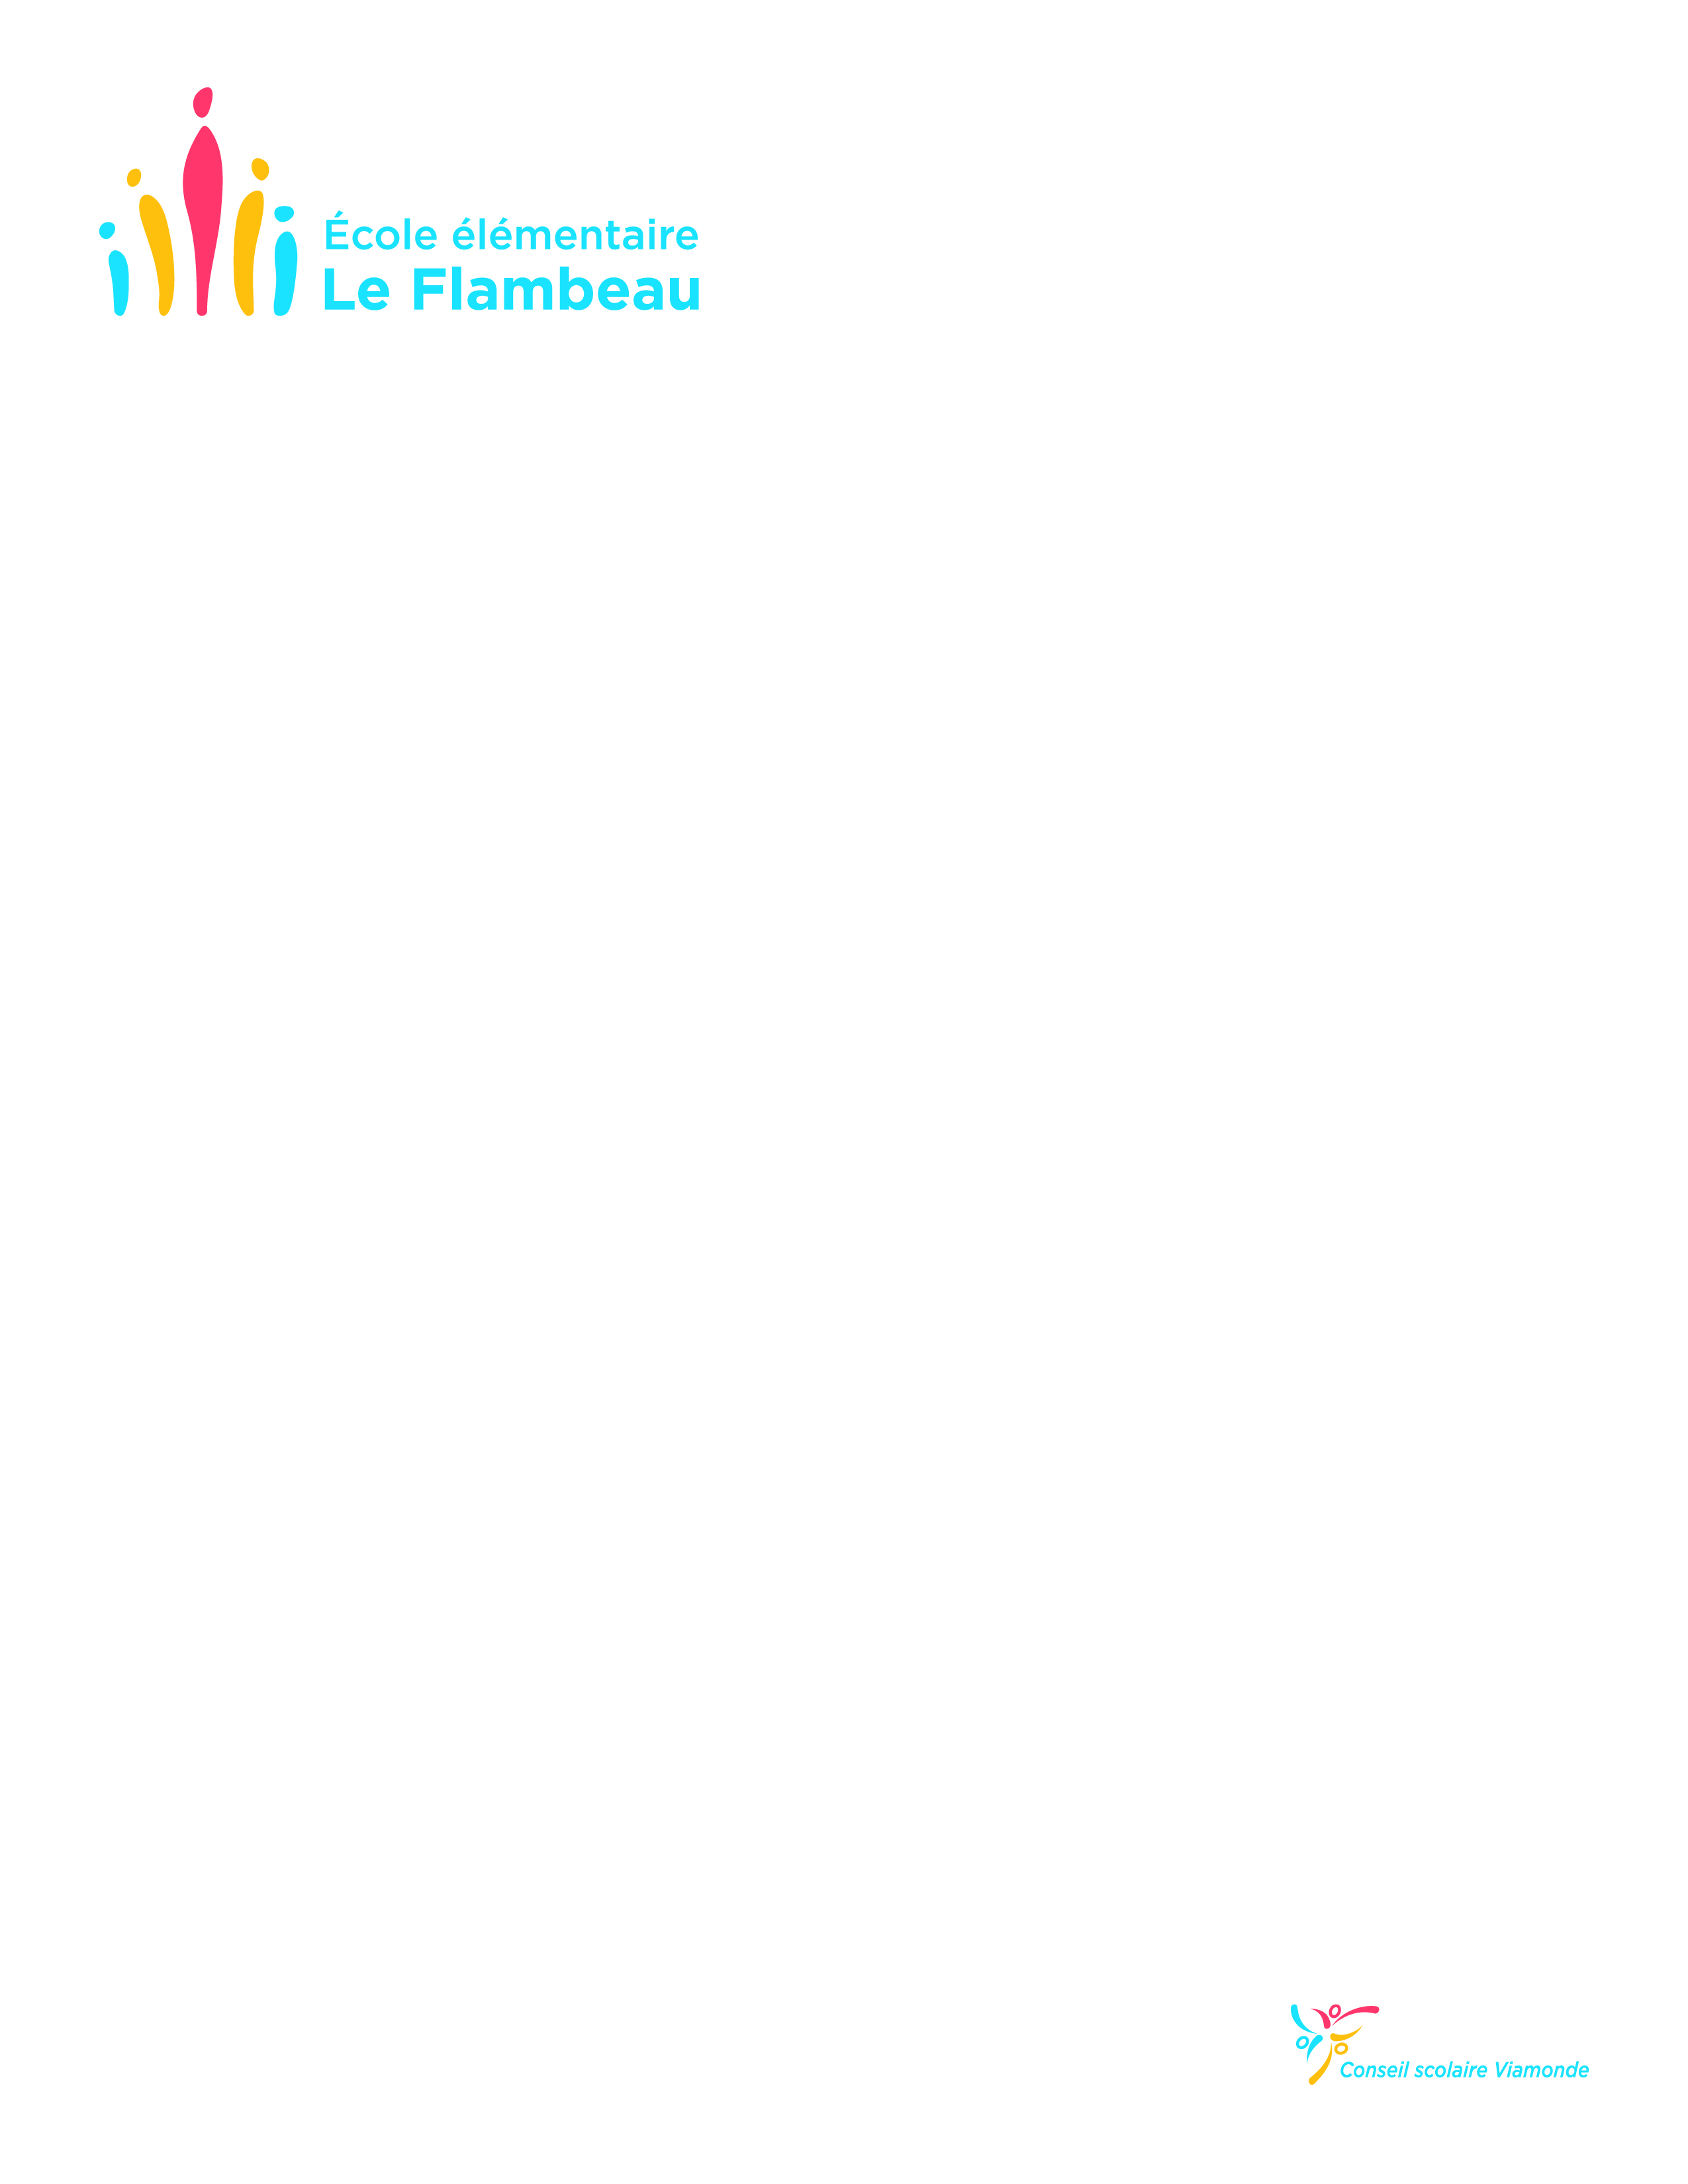 École élémentaire
Le Flambeau
Conseil scolaire Viamonde